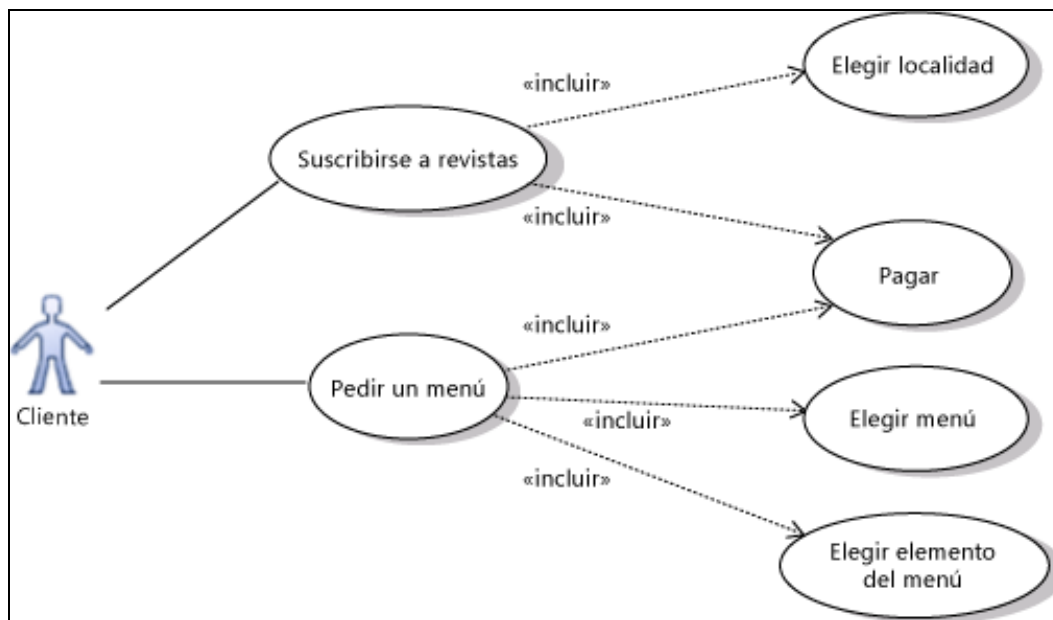 Elegir localidad
«incluir»
Suscribirse a revistas
«incluir»
Pagar
«incluir»
Pedir un menú
Cliente
«incluir»
Elegir menú
«incluir»
Elegir elemento
del menú